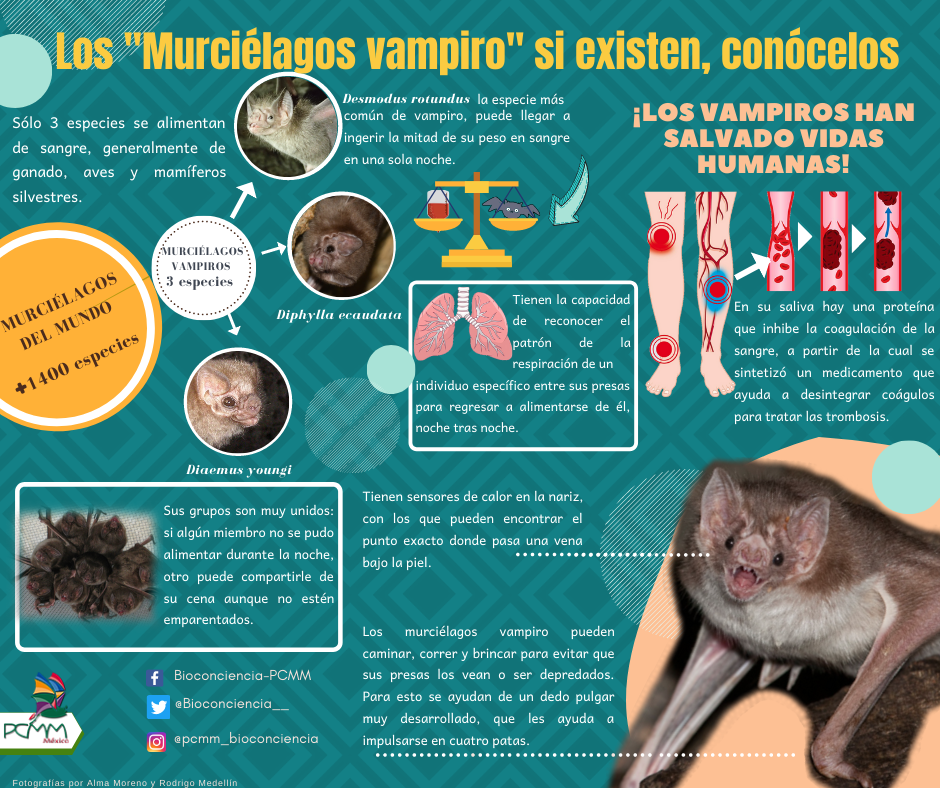 Los "Murciélagos vampiro" si existen, conócelos
Sólo 3 especies se alimentan
de sangre, generalmente de
ganado, aves y mamíferos
silvestres.
Desmodus rotundus la especie más
común de vampiro, puede llegar a
ingerir la mitad de su peso en sangre
en una sola noche.
¡LOS VAMPIROS HAN
SALVADO VIDAS
HUMANAS!
MURCIÉLAGOS
DEL MUNDO
+1400 especies
MURCIÉLAGOS
VAMPIROS
3 especies
Diphylla ecaudata
Diaemus youngi
Tienen la capacidad
de reconocer el
patrón de la
respiración de un
individuo específico entre sus presas
para regresar a alimentarse de él,
noche tras noche.
En su saliva hay una proteína
que inhibe la coagulación de la
sangre, a partir de la cual se
sintetizó un medicamento que
ayuda a desintegrar coágulos
para tratar las trombosis.
Sus grupos son muy unidos:
si algún miembro no se pudo
alimentar durante la noche,
otro puede compartirle de
su cena aunque no estén
emparentados.
Tienen sensores de calor en la nariz,
con los que pueden encontrar el
punto exacto donde pasa una vena
bajo la piel.
Los murciélagos vampiro pueden
caminar, correr y brincar para evitar que
sus presas los vean o ser depredados.
Para esto se ayudan de un dedo pulgar
muy desarrollado, que les ayuda a
impulsarse en cuatro patas.
PCMM
México
Bioconciencia-PCMM
@Bioconciencia__
@pcmm_bioconciencia
Fotografías por Alma Moreno y Rodrigo Medellín